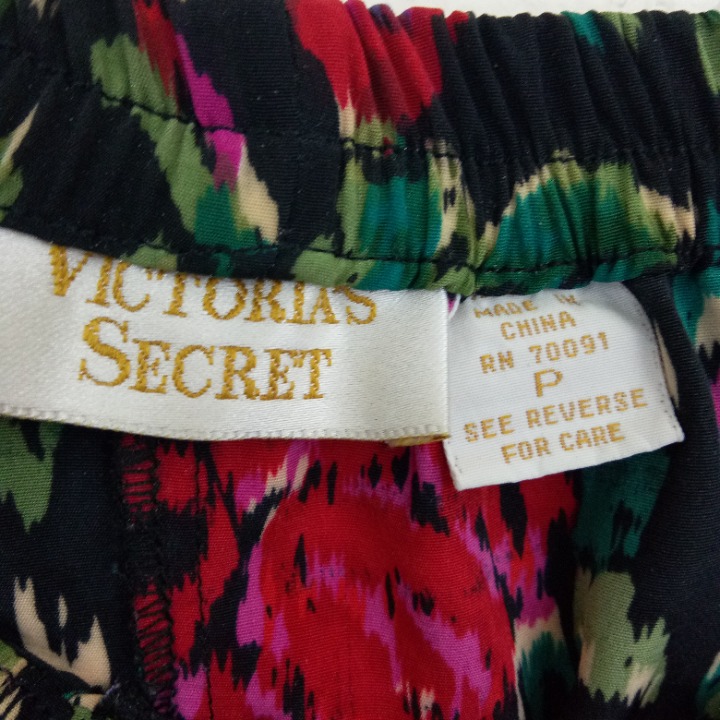 VICTORIA'S
SECRET
MADE IN
CHINA
RN 70091
P
SEE REVERSE
FOR CARE